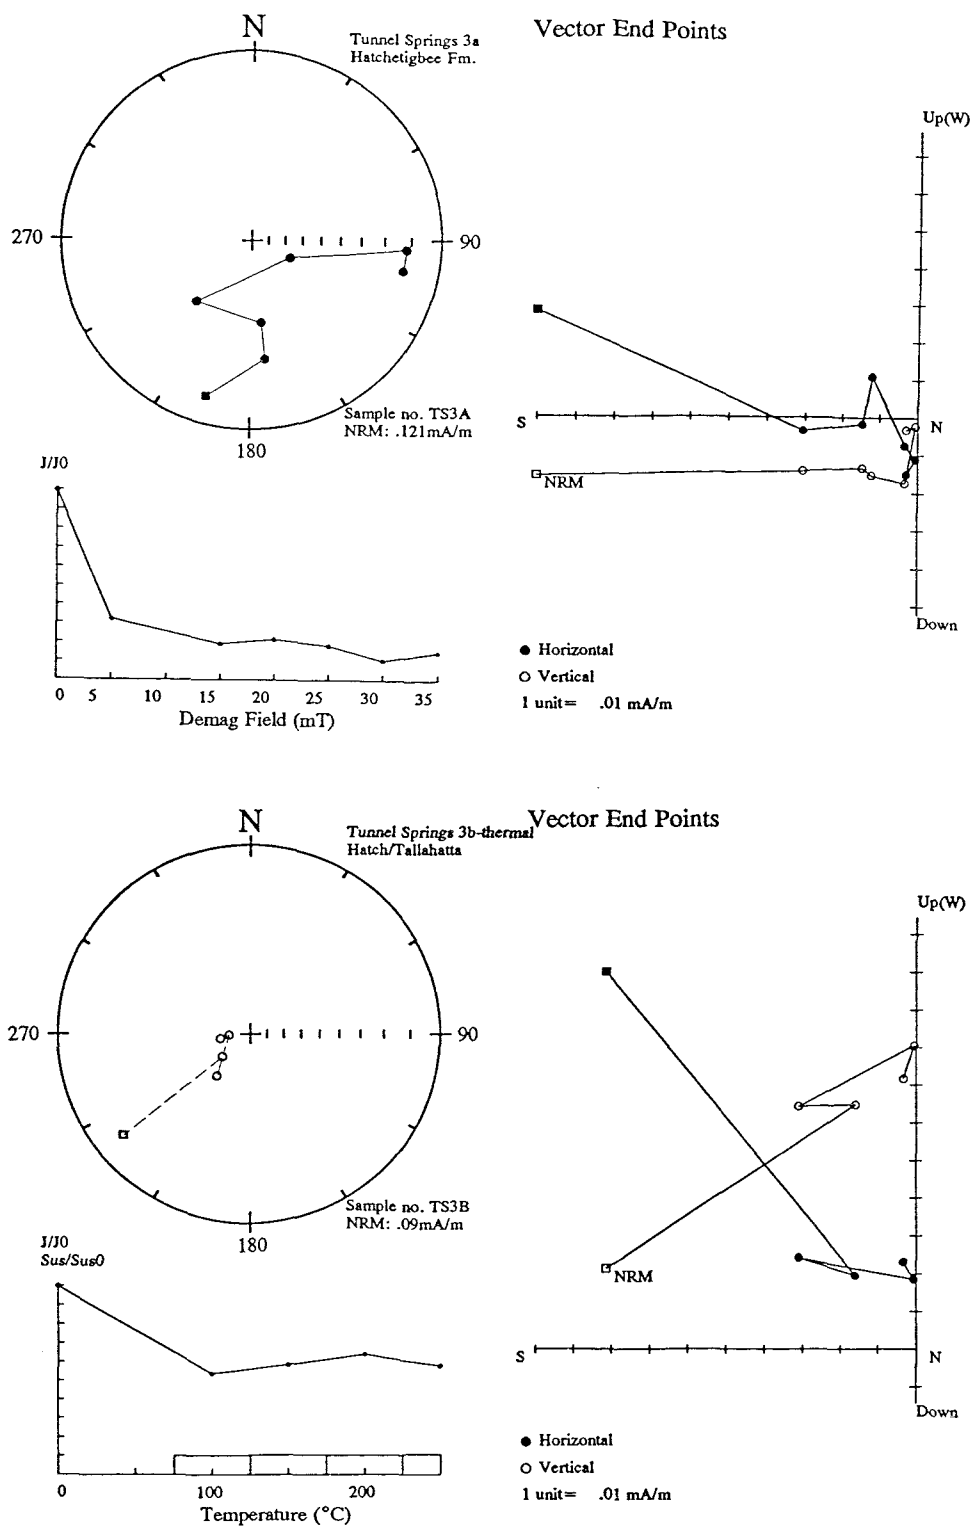 N
Tunnel Springs 3a
Hatchetigbee Fm.
Vector End Points
Up(W)
270
90
S
N
NRM
Sample no. TS3A
NRM: .121mA/m
180
J/J0
Down
● Horizontal
○ Vertical
1 unit= .01 mA/m
0 5 10 15 20 25 30 35
Demag Field (mT)
N
Tunnel Springs 3b-thermal
Hatch/Tallahatta
Vector End Points
Up(W)
270
90
Sample no. TS3B
NRM: .09mA/m
180
J/J0
Sus/Sus0
NRM
S
N
Down
● Horizontal
○ Vertical
1 unit= .01 mA/m
0 100 200
Temperature (°C)